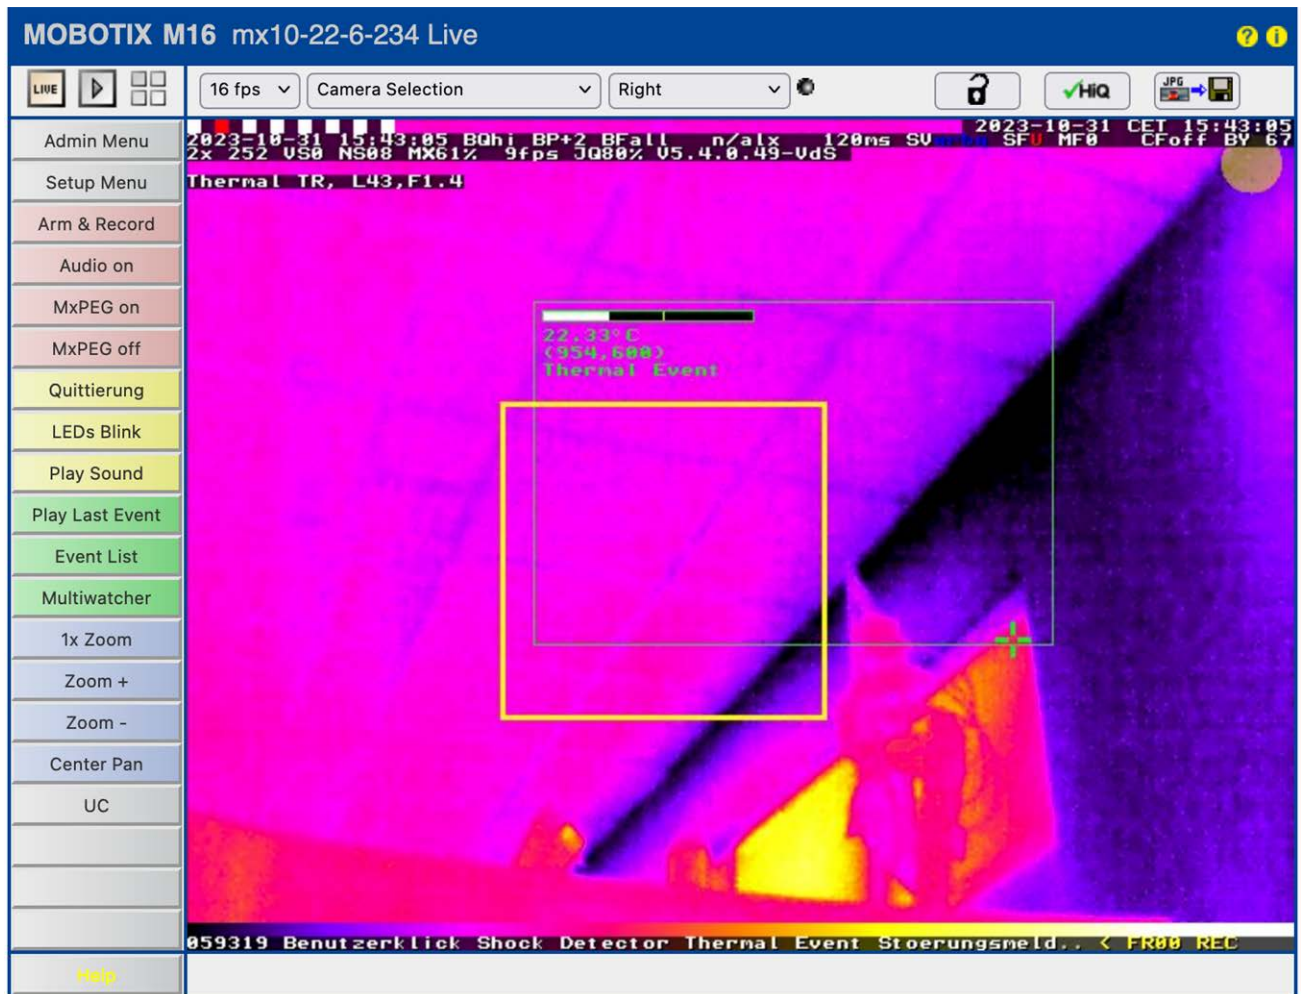 MOBOTIX M16 mx10-22-6-234 Live
? i
LIVE
16 fps
Camera Selection
Right
HiQ
JPG
Admin Menu
Setup Menu
Arm & Record
Audio on
MxPEG on
MxPEG off
Quittierung
LEDs Blink
Play Sound
Play Last Event
Event List
Multiwatcher
1x Zoom
Zoom +
Zoom -
Center Pan
UC
Help
2023-10-31 CET 15:43:05
2023-10-31 15:43:05 BQhi BP+2 BFall n/alx 120ms SV SFU MF0 CFoff BY 67
2x 252 VS0 NS08 MX61% 9fps JQ80% V5.4.0.49-VdS
Thermal TR, L43,F1.4
22.33°C
(954,600)
Thermal Event
059319 Benutzerklick Shock Detector Thermal Event Stoerungsmeld.. < FR00 REC